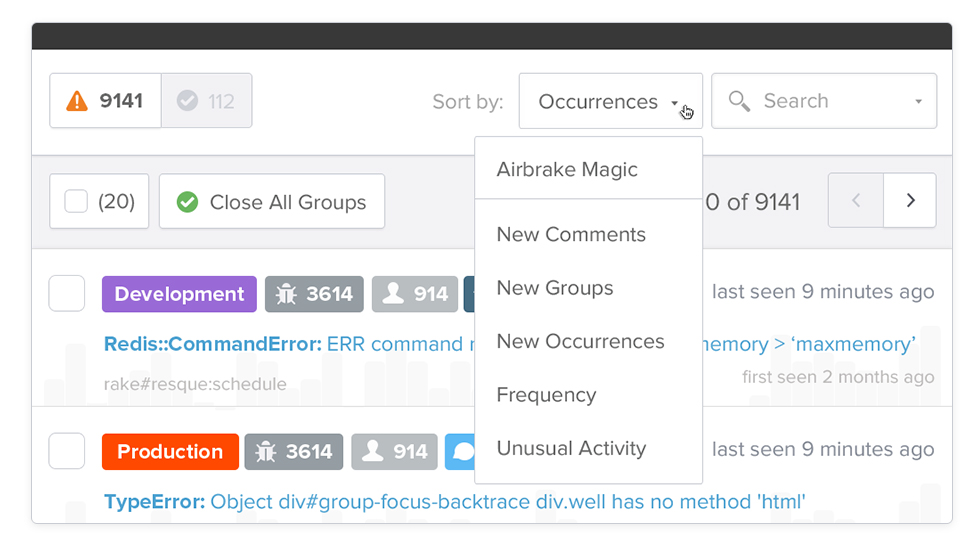 9141 112 Sort by: Occurrences Search
Airbrake Magic
(20) Close All Groups 0 of 9141
New Comments
Development 3614 914 New Groups last seen 9 minutes ago
Redis::CommandError: ERR command New Occurrences > ‘maxmemory’
rake#resque:schedule first seen 2 months ago
Frequency
Production 3614 914 Unusual Activity last seen 9 minutes ago
TypeError: Object div#group-focus-backtrace div.well has no method 'html'